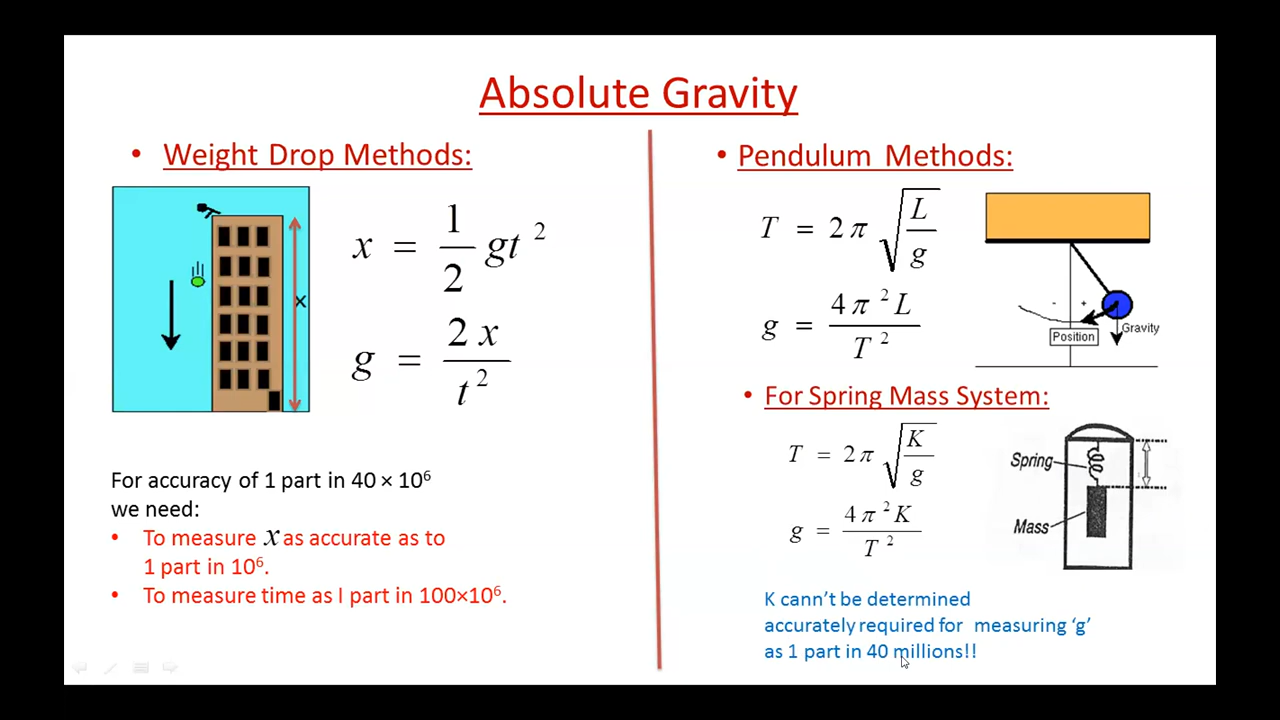 Absolute Gravity
• Weight Drop Methods:
x = 1/2 gt²
g = 2x/t²
X
For accuracy of 1 part in 40 × 10⁶
we need:
• To measure x as accurate as to
1 part in 10⁶.
• To measure time as I part in 100×10⁶.
• Pendulum Methods:
T = 2π √(L/g)
g = 4π²L/T²
- +
Gravity
Position
• For Spring Mass System:
T = 2π √(K/g)
g = 4π²K/T²
Spring
Mass
K cann't be determined
accurately required for measuring 'g'
as 1 part in 40 millions!!